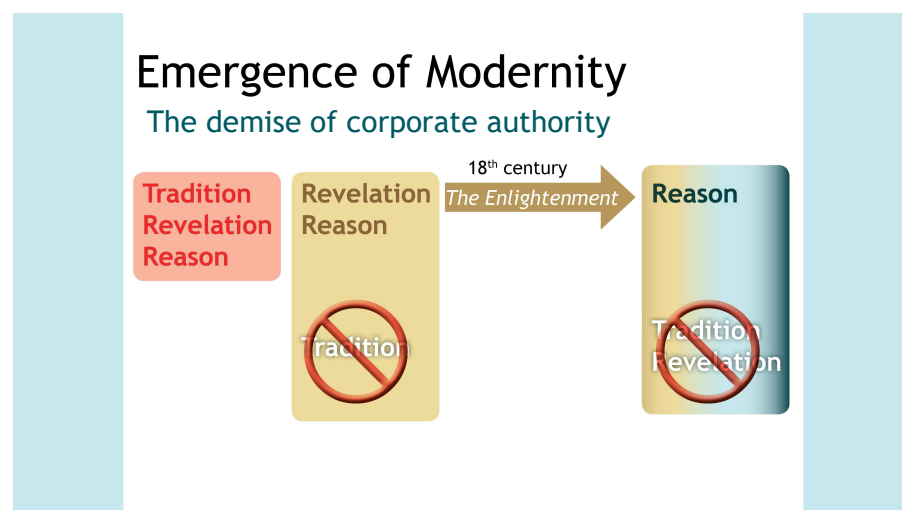 Emergence of Modernity
The demise of corporate authority
Tradition
Revelation
Reason
Revelation
Reason
Tradition
18th century
The Enlightenment
Reason
Tradition
Revelation